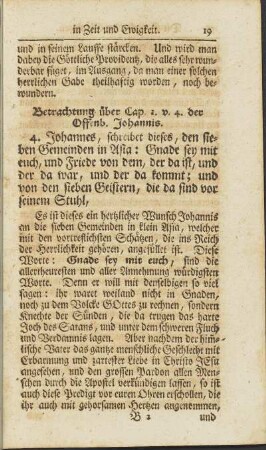 in Zeit und Ewigkeit. 19
und in seinem Lauffe stärcken. Und wird man
dabey die Göttliche Providentz, die alles sehr wun-
derbar füget, im Ausgang, da man einer solchen
herrlichen Gabe theilhafftig worden, noch be-
wundern.
Betrachtung über Cap. 1. v. 4. der
Offenb. Johannis.
4. Johannes, schreibet dieses, den sie-
ben Gemeinden in Asia: Gnade sey mit
euch, und Friede von dem, der da ist, und
der da war, und der da kommt; und
von den sieben Geistern, die da sind vor
seinem Stuhl,
Es ist dieses ein hertzlicher Wunsch Johannis
an die sieben Gemeinden in klein Asia, welcher
mit den vortreflichsten Schätzen, die ins Reich
der Herrlichkeit gehören, angefüllet ist. Diese
Worte: Gnade sey mit euch, sind die
allertheuresten und aller Annehmung würdigsten
Worte. Denn er will mit denselbigen so viel
sagen: ihr waret weiland nicht in Gnaden,
noch zu dem Volcke GOttes zu rechnen, sondern
Knechte der Sünden, die da trugen das harte
Joch des Satans, und unter dem schweren Fluch
und Verdamniß lagen. Aber nachdem der him-
lische Vater das gantze menschliche Geschlecht mit
Erbarmung und zartester Liebe in Christo JEsu
angesehen, und den grossen Pardon allen Men-
schen durch die Apostel verkündigen lassen, so ist
auch diese Predigt vor euren Ohren erschollen, die
ihr auch mit gehorsamen Hertzen angenommen,
B 2 und